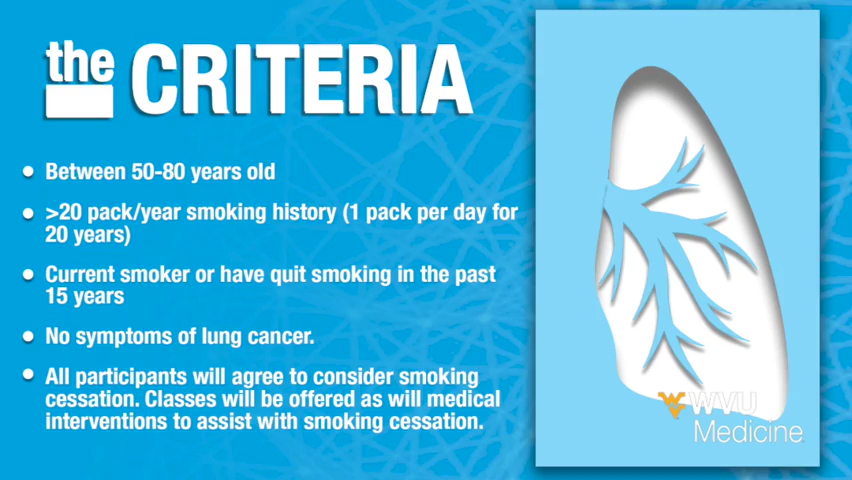 the CRITERIA
• Between 50-80 years old
• >20 pack/year smoking history (1 pack per day for
20 years)
• Current smoker or have quit smoking in the past
15 years
• No symptoms of lung cancer.
• All participants will agree to consider smoking
cessation. Classes will be offered as will medical
interventions to assist with smoking cessation.
WVU
Medicine